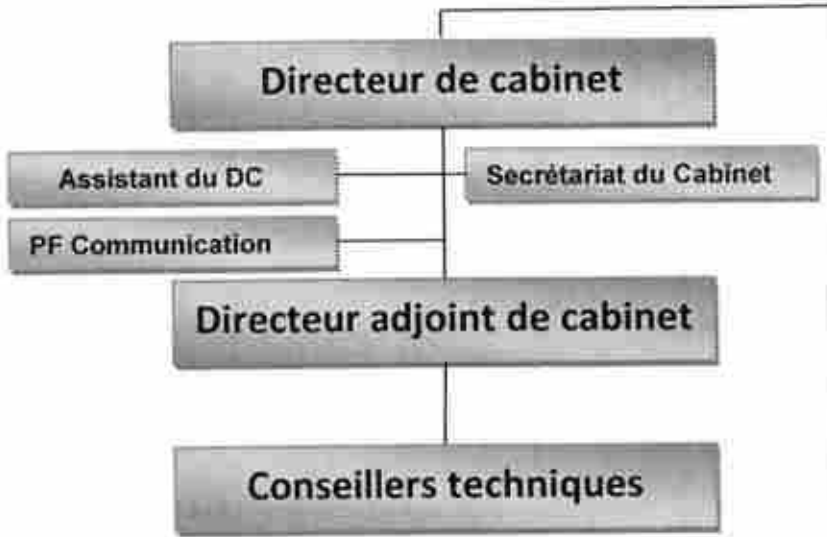 Directeur de cabinet
Assistant du DC
Secrétariat du Cabinet
PF Communication
Directeur adjoint de cabinet
Conseillers techniques